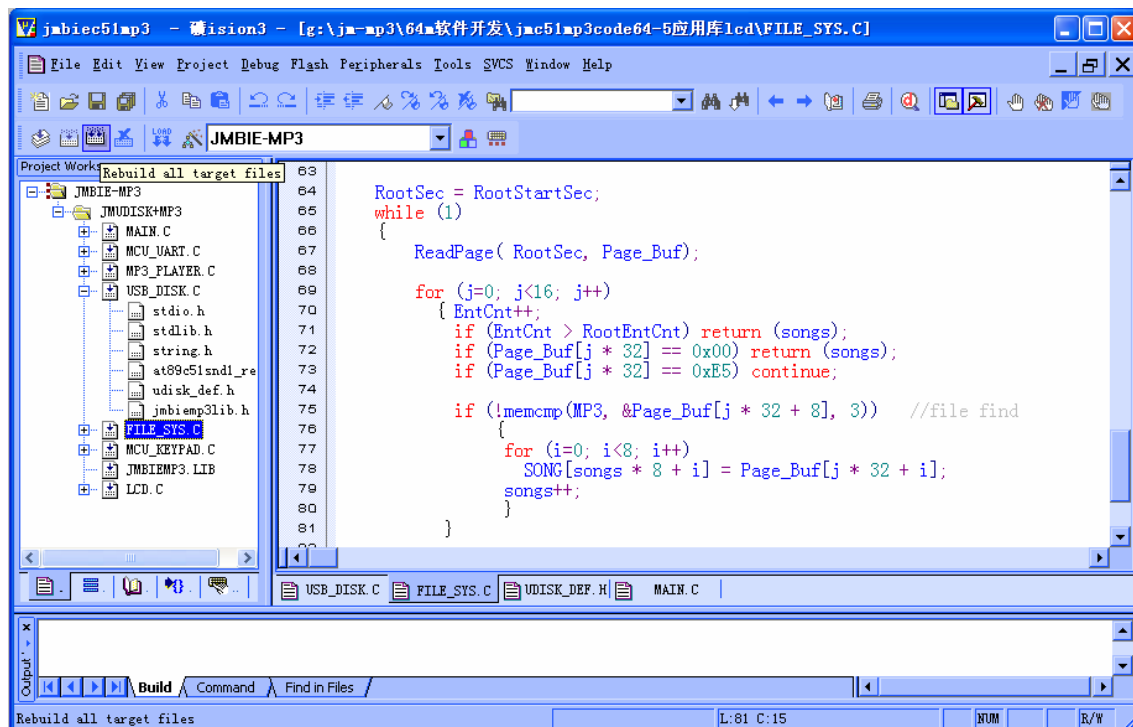 jmbiec51mp3 - 礦ision3 - [g:\jm-mp3\64m软件开发\jmc51mp3code64-5应用库lcd\FILE_SYS.C]
File Edit View Project Debug Flash Peripherals Tools SVCS Window Help
LOAD JMBIE-MP3
Project Works
Rebuild all target files
JMBIE-MP3
JMUDISK+MP3
MAIN.C
MCU_UART.C
MP3_PLAYER.C
USB_DISK.C
stdio.h
stdlib.h
string.h
at89c51snd1_re
udisk_def.h
jmbiemp3lib.h
FILE_SYS.C
MCU_KEYPAD.C
JMBIEMP3.LIB
LCD.C
63
64 RootSec = RootStartSec;
65 while (1)
66 {
67 ReadPage( RootSec, Page_Buf);
68
69 for (j=0; j<16; j++)
70 { EntCnt++;
71 if (EntCnt > RootEntCnt) return (songs);
72 if (Page_Buf[j * 32] == 0x00) return (songs);
73 if (Page_Buf[j * 32] == 0xE5) continue;
74
75 if (!memcmp(MP3, &Page_Buf[j * 32 + 8], 3)) //file find
76 {
77 for (i=0; i<8; i++)
78 SONG[songs * 8 + i] = Page_Buf[j * 32 + i];
79 songs++;
80 }
81 }
USB_DISK.C FILE_SYS.C UDISK_DEF.H MAIN.C
Output
Build Command Find in Files
Rebuild all target files L:81 C:15 NUM R/W